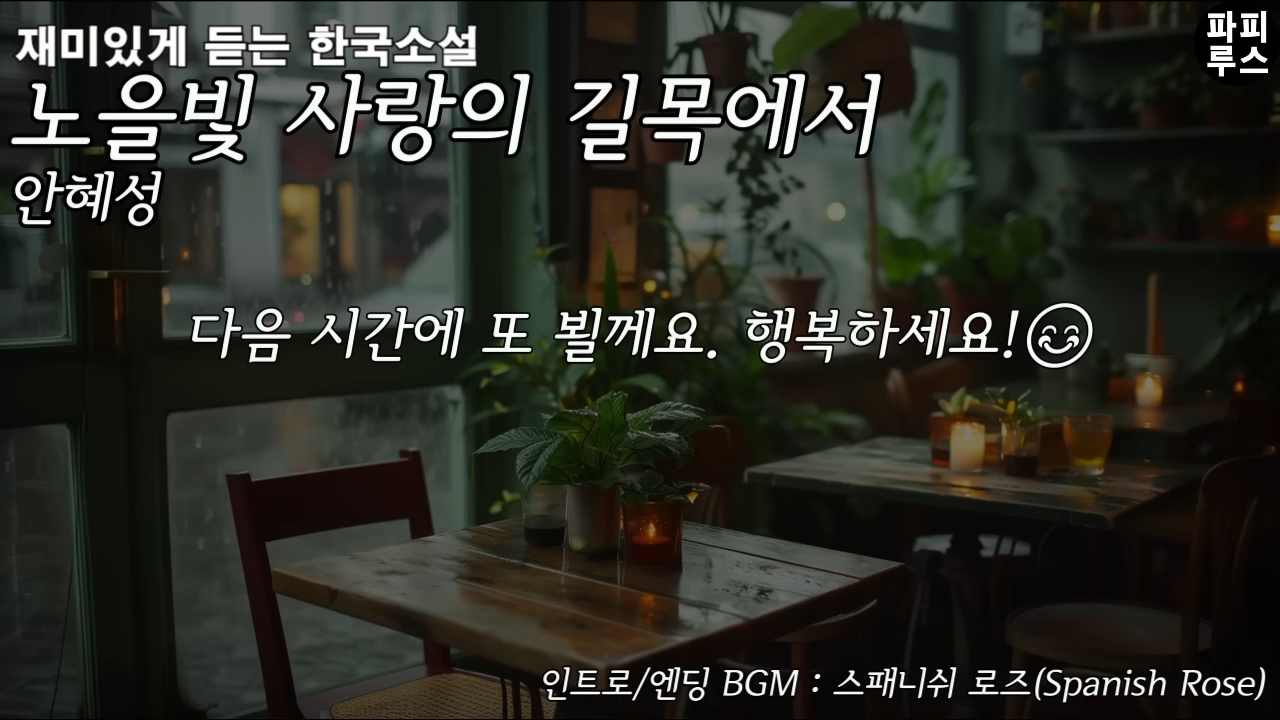 재미있게 듣는 한국소설
파피
루스
노을빛 사랑의 길목에서
안혜성
다음 시간에 또 뵐께요. 행복하세요!😊
인트로/엔딩 BGM : 스패니쉬 로즈(Spanish Rose)